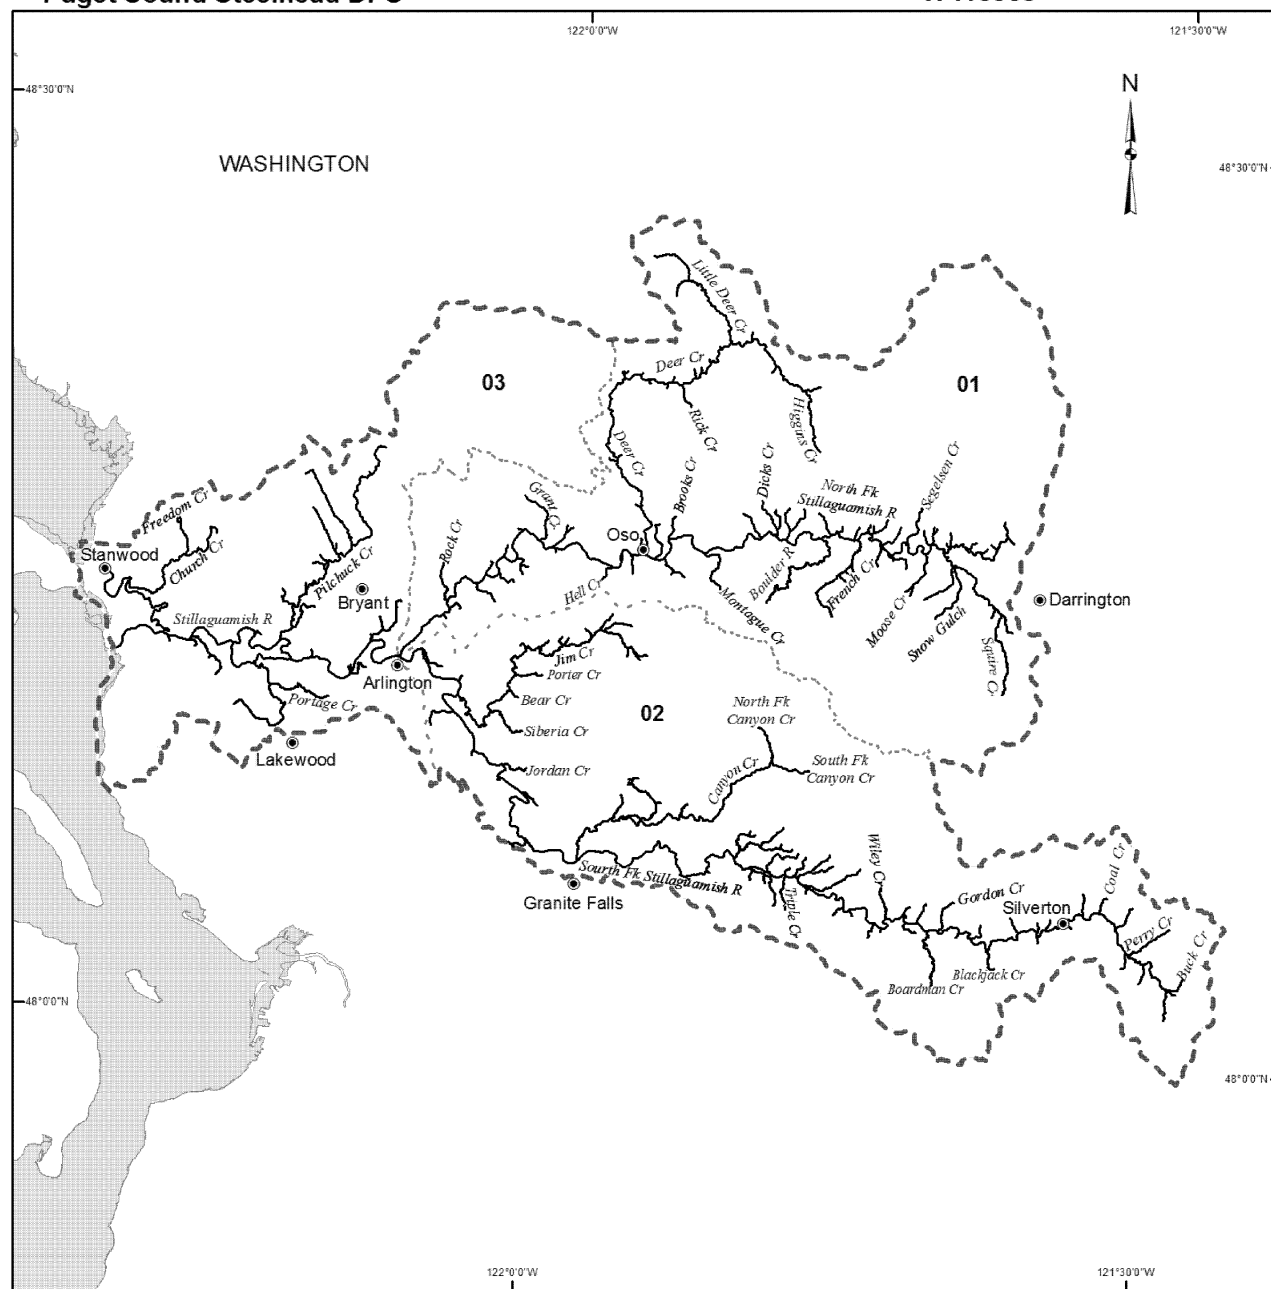 122°0'0"W
121°30'0"W
48°30'0"N
N
WASHINGTON
48°30'0"N
Little Deer Cr
Deer Cr
03
01
Higgins Cr
Rick Cr
Deer Cr
Segelsen Cr
Dicks Cr
Brooks Cr
North Fk
Stillaguamish R
Grant Cr
Freedom Cr
Rock Cr
Oso
Stanwood
Church Cr
Pilchuck Cr
Bryant
Hell Cr
Boulder R
French Cr
Montague Cr
Moose Cr
Snow Gulch
Darrington
Stillaguamish R
Squire Cr
Jim Cr
Porier Cr
Arlington
Bear Cr
Portage Cr
02
North Fk
Canyon Cr
Siberia Cr
Lakewood
Jordan Cr
Canyon Cr
South Fk
Canyon Cr
Sourth Fk Stillaguamish R
Granite Falls
Triple Cr
Wiley Cr
Gordon Cr
Silverton
Coal Cr
Perry Cr
Buck Cr
Blackjack Cr
Boardman Cr
48°0'0"N
48°0'0"N
122°0'0"W
121°30'0"W